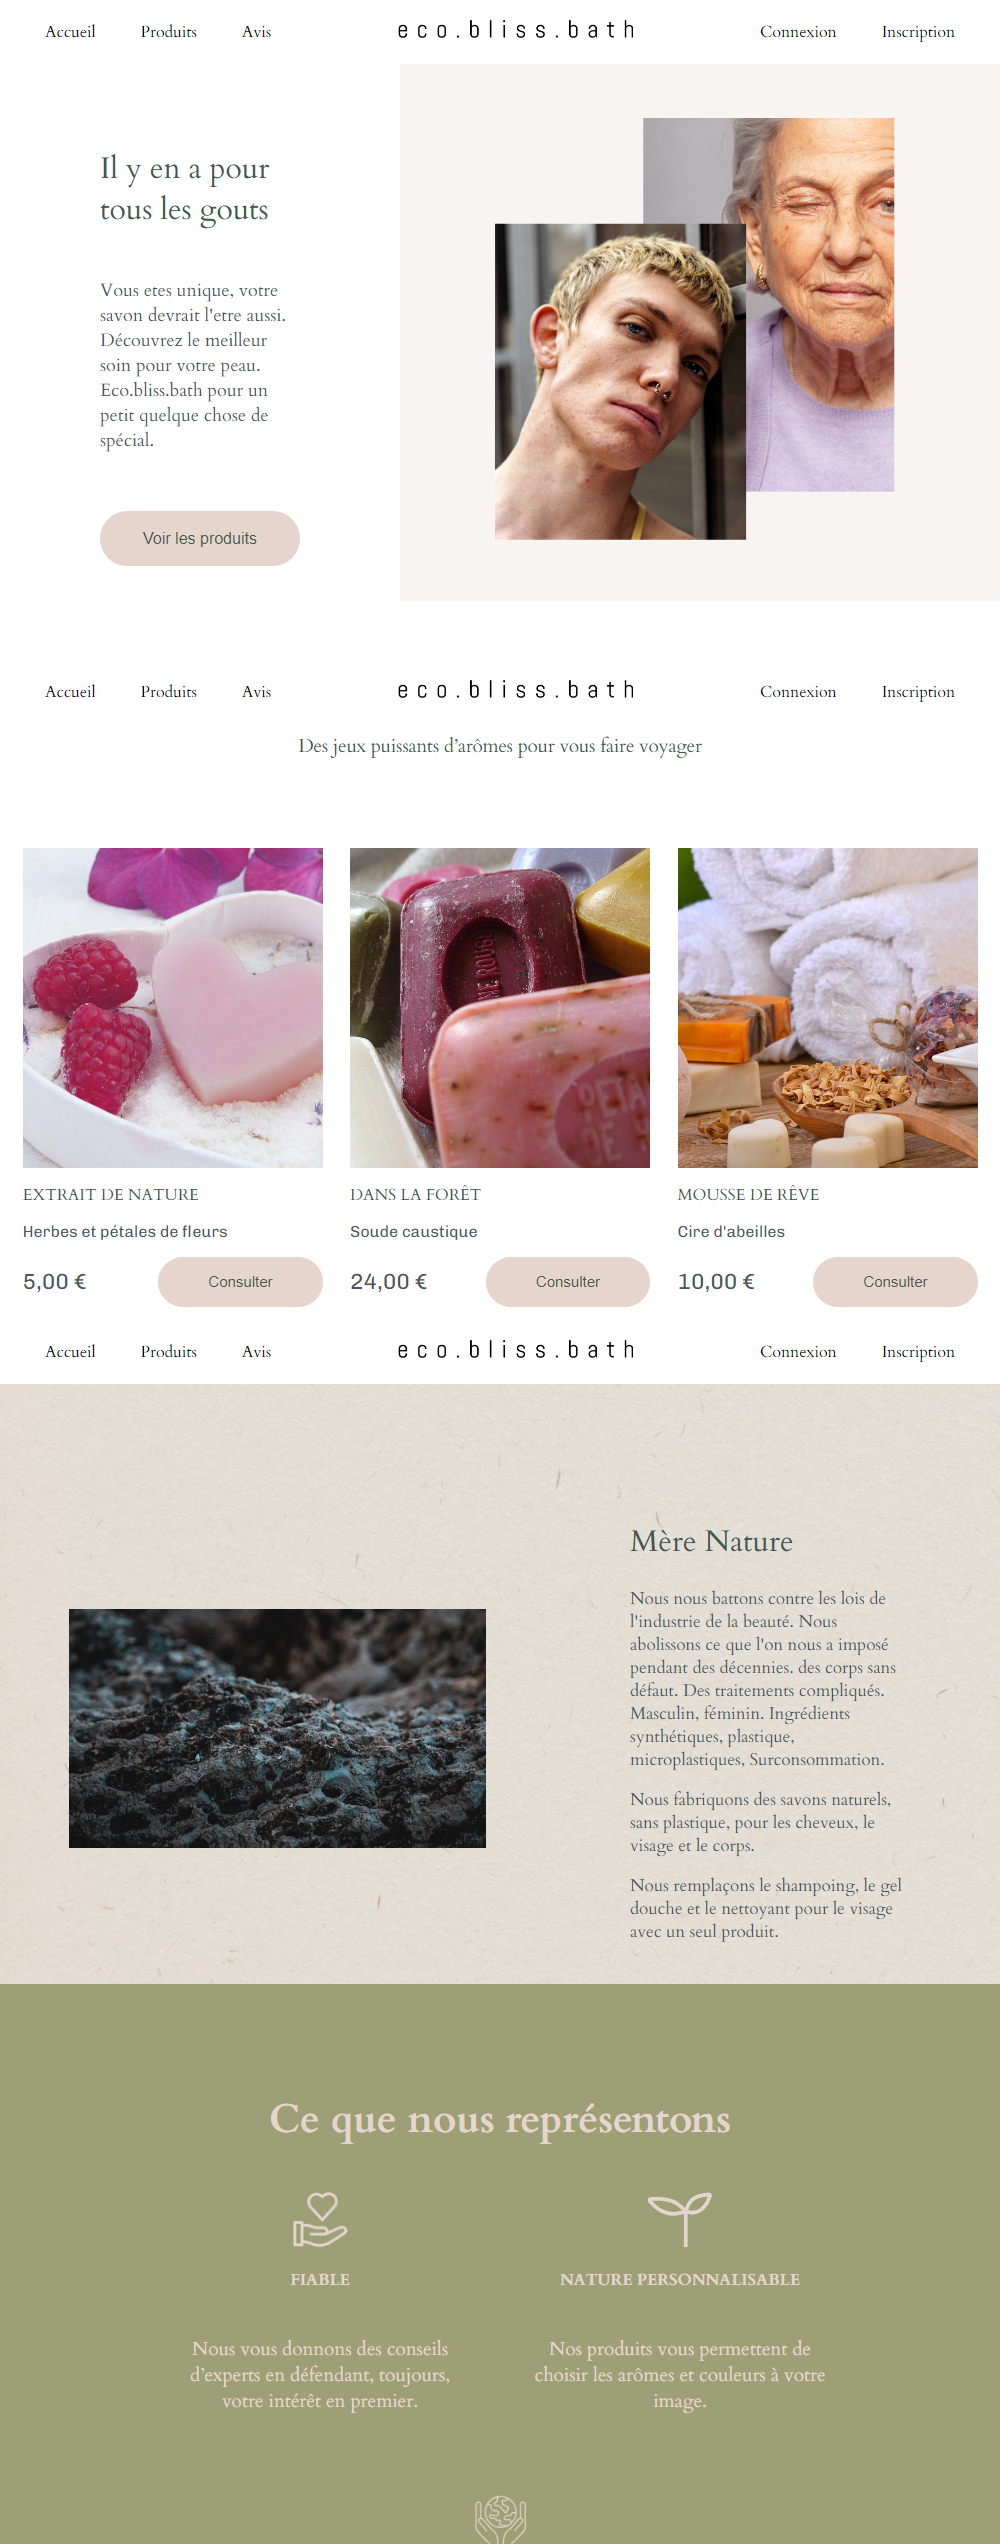 Accueil Produits Avis eco.bliss.bath Connexion Inscription
Il y en a pour
tous les gouts
Vous etes unique, votre
savon devrait l'etre aussi.
Découvrez le meilleur
soin pour votre peau.
Eco.bliss.bath pour un
petit quelque chose de
spécial.
Voir les produits
Accueil Produits Avis eco.bliss.bath Connexion Inscription
Des jeux puissants d’arômes pour vous faire voyager
EXTRAIT DE NATURE
Herbes et pétales de fleurs
5,00 €
Consulter
DANS LA FORÊT
Soude caustique
24,00 €
Consulter
MOUSSE DE RÊVE
Cire d'abeilles
10,00 €
Consulter
Accueil Produits Avis eco.bliss.bath Connexion Inscription
Mère Nature
Nous nous battons contre les lois de
l'industrie de la beauté. Nous
abolissons ce que l'on nous a imposé
pendant des décennies. des corps sans
défaut. Des traitements compliqués.
Masculin, féminin. Ingrédients
synthétiques, plastique,
microplastiques, Surconsommation.
Nous fabriquons des savons naturels,
sans plastique, pour les cheveux, le
visage et le corps.
Nous remplaçons le shampoing, le gel
douche et le nettoyant pour le visage
avec un seul produit.
Ce que nous représentons
FIABLE
Nous vous donnons des conseils
d’experts en défendant, toujours,
votre intérêt en premier.
NATURE PERSONNALISABLE
Nos produits vous permettent de
choisir les arômes et couleurs à votre
image.